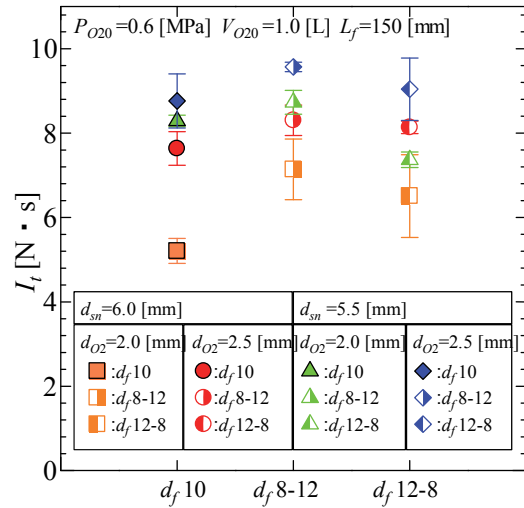 P_O20=0.6 [MPa] V_O20=1.0 [L] L_f=150 [mm]
10
8
6
4
2
0
I_t [N・s]
d_sn=6.0 [mm] d_sn=5.5 [mm]
d_O2=2.0 [mm] d_O2=2.5 [mm] d_O2=2.0 [mm] d_O2=2.5 [mm]
:d_f10 :d_f10 :d_f10 :d_f10
:d_f8-12 :d_f8-12 :d_f8-12 :d_f8-12
:d_f12-8 :d_f12-8 :d_f12-8 :d_f12-8
d_f 10 d_f 8-12 d_f 12-8